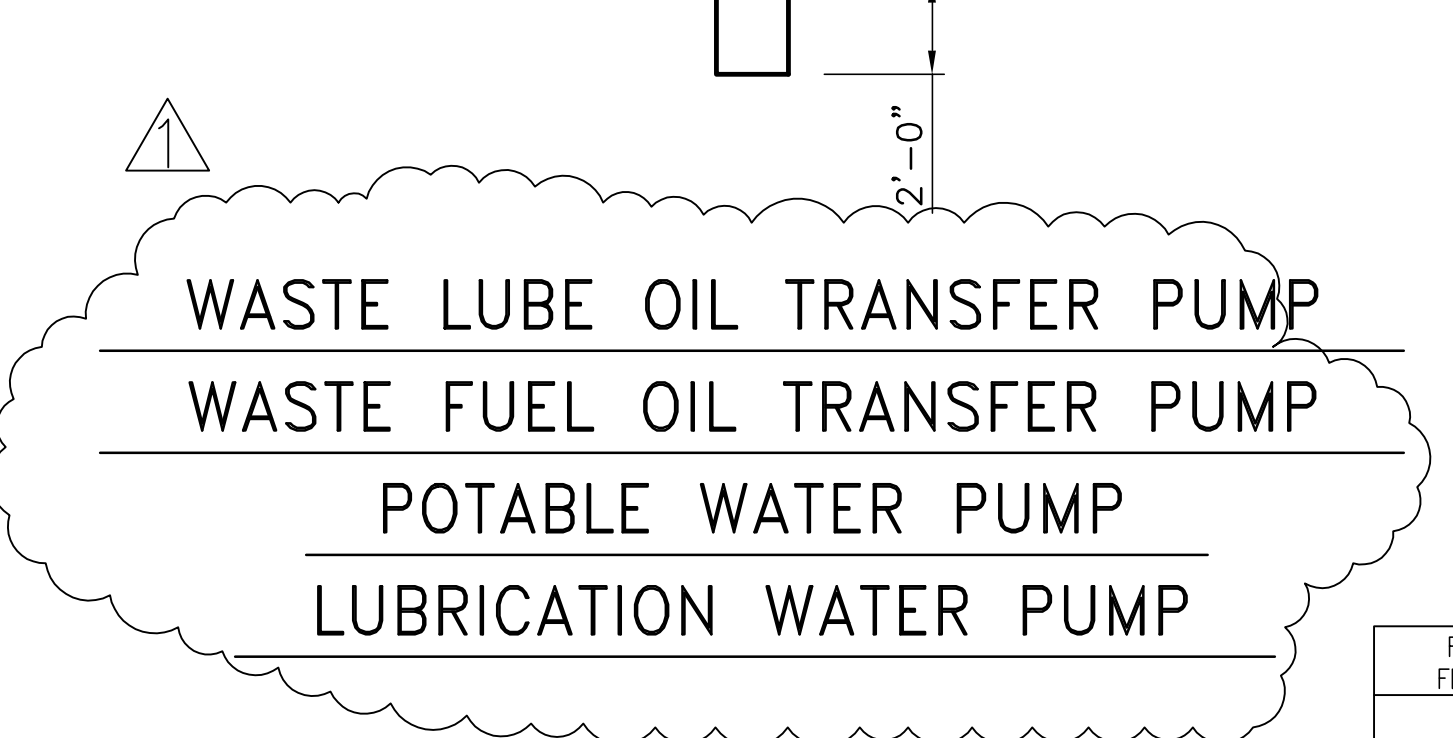 1
2'-0"
WASTE LUBE OIL TRANSFER PUMP
WASTE FUEL OIL TRANSFER PUMP
POTABLE WATER PUMP
LUBRICATION WATER PUMP